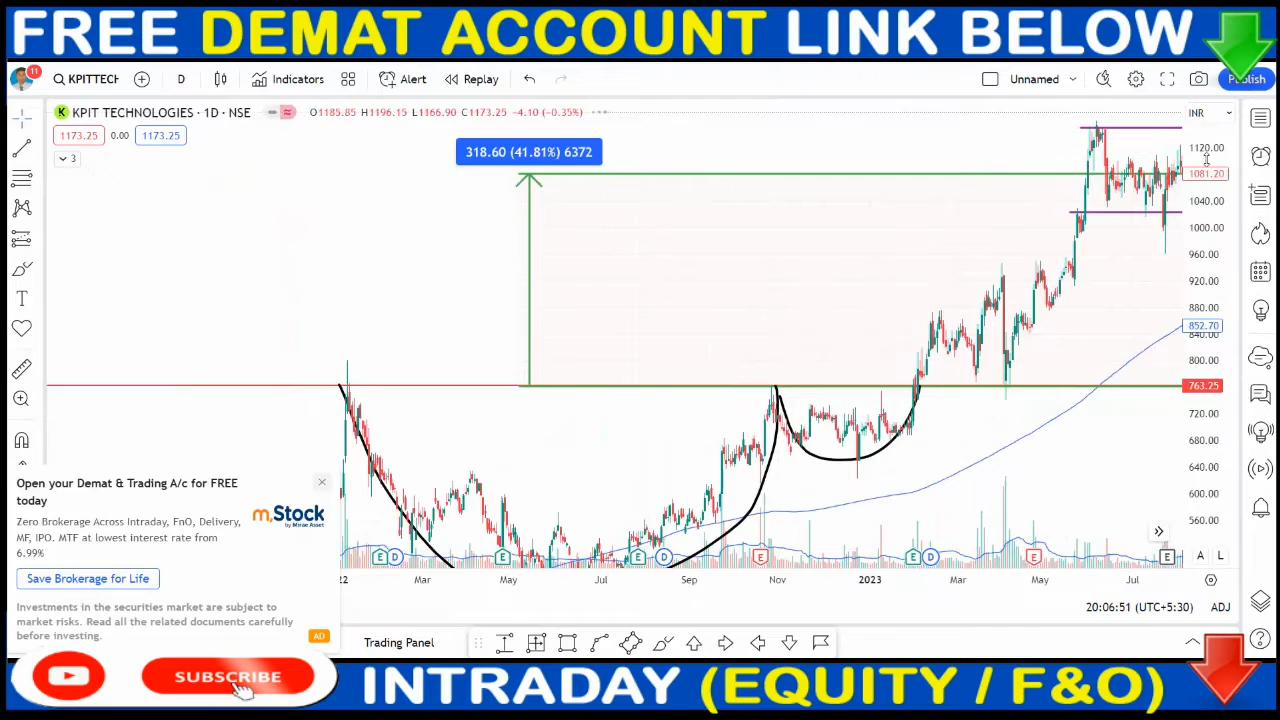 FREE DEMAT ACCOUNT LINK BELOW
11
KPITTECH
D
Indicators
Alert
Replay
Unnamed
Publish
K KPIT TECHNOLOGIES · 1D · NSE
O1185.85 H1196.15 L1166.90 C1173.25 −4.10 (−0.35%)
INR
1173.25 0.00 1173.25
3
318.60 (41.81%) 6372
1120.00
1081.20
1040.00
1000.00
960.00
920.00
880.00
852.70
840.00
800.00
763.25
720.00
680.00
640.00
600.00
560.00
Open your Demat & Trading A/c for FREE
today
Zero Brokerage Across Intraday, FnO, Delivery,
MF, IPO. MTF at lowest interest rate from
6.99%
m.Stock
by Mirae Asset
Save Brokerage for Life
Investments in the securities market are subject to
market risks. Read all the related documents carefully
before investing.
AD
E D E E D E E D E E
A L
22 Mar May Jul Sep Nov 2023 Mar May Jul
20:06:51 (UTC+5:30) ADJ
Trading Panel
SUBSCRIBE
INTRADAY (EQUITY / F&O)